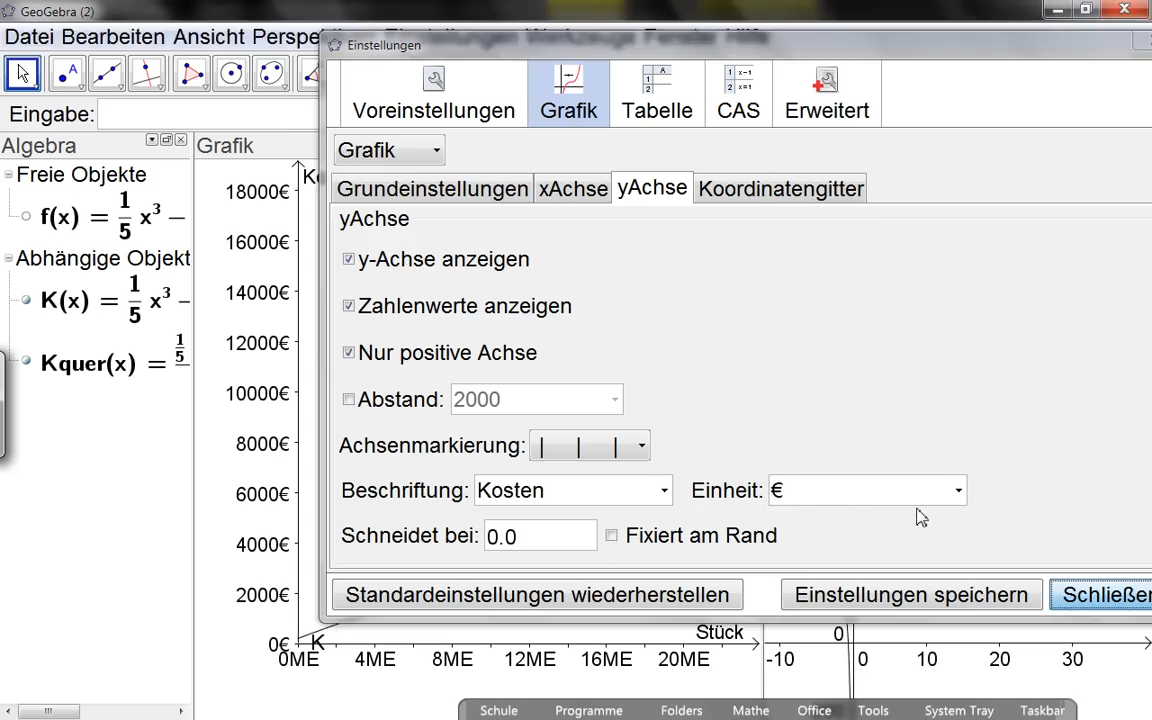 GeoGebra (2)
Datei Bearbeiten Ansicht
Einstellungen
Voreinstellungen Grafik Tabelle CAS Erweitert
Eingabe:
Algebra
Grafik
Grafik
Grundeinstellungen xAchse yAchse Koordinatengitter
Freie Objekte
f(x) = 1/5 x³ −
Abhängige Objekt
K(x) = 1/5 x³ −
Kquer(x) = 1/5
yAchse
y-Achse anzeigen
Zahlenwerte anzeigen
Nur positive Achse
Abstand: 2000
Achsenmarkierung: | | |
Beschriftung: Kosten Einheit: €
Schneidet bei: 0.0 Fixiert am Rand
Standardeinstellungen wiederherstellen Einstellungen speichern Schließen
18000€
16000€
14000€
12000€
10000€
8000€
6000€
4000€
2000€
0€
K
Stück
0ME 4ME 8ME 12ME 16ME 20ME
0
-10 0 10 20 30
Schule Programme Folders Mathe Office Tools System Tray Taskbar